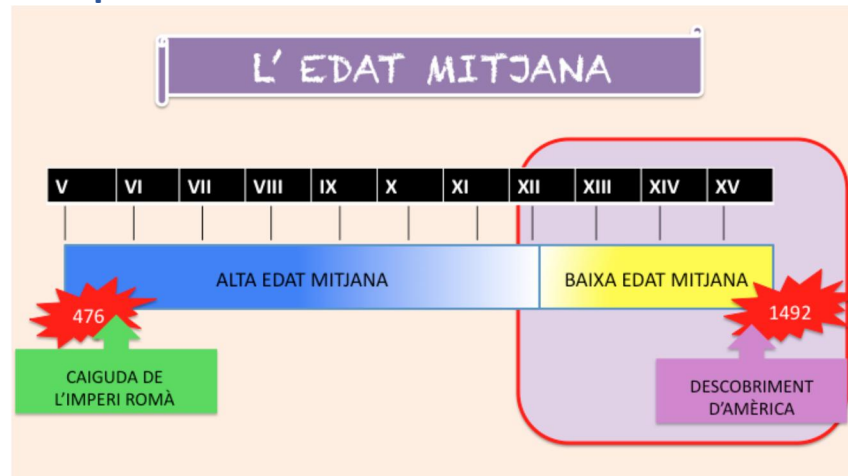 L' EDAT MITJANA
V VI VII VIII IX X XI XII XIII XIV XV
ALTA EDAT MITJANA
BAIXA EDAT MITJANA
476
1492
CAIGUDA DE
L'IMPERI ROMÀ
DESCOBRIMENT
D'AMÈRICA